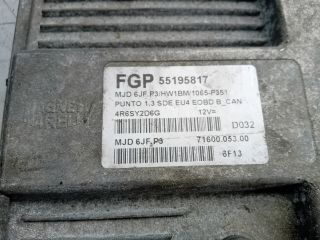 FGP 55195817
MJD 6JF.P3/HW1BM/1065-P351
PUNTO 1.3 SDE EU4 EOBD B_CAN
4R6SY2D6G 12V=
D032
MJD 6JF.P3 71600.053.00
6F13